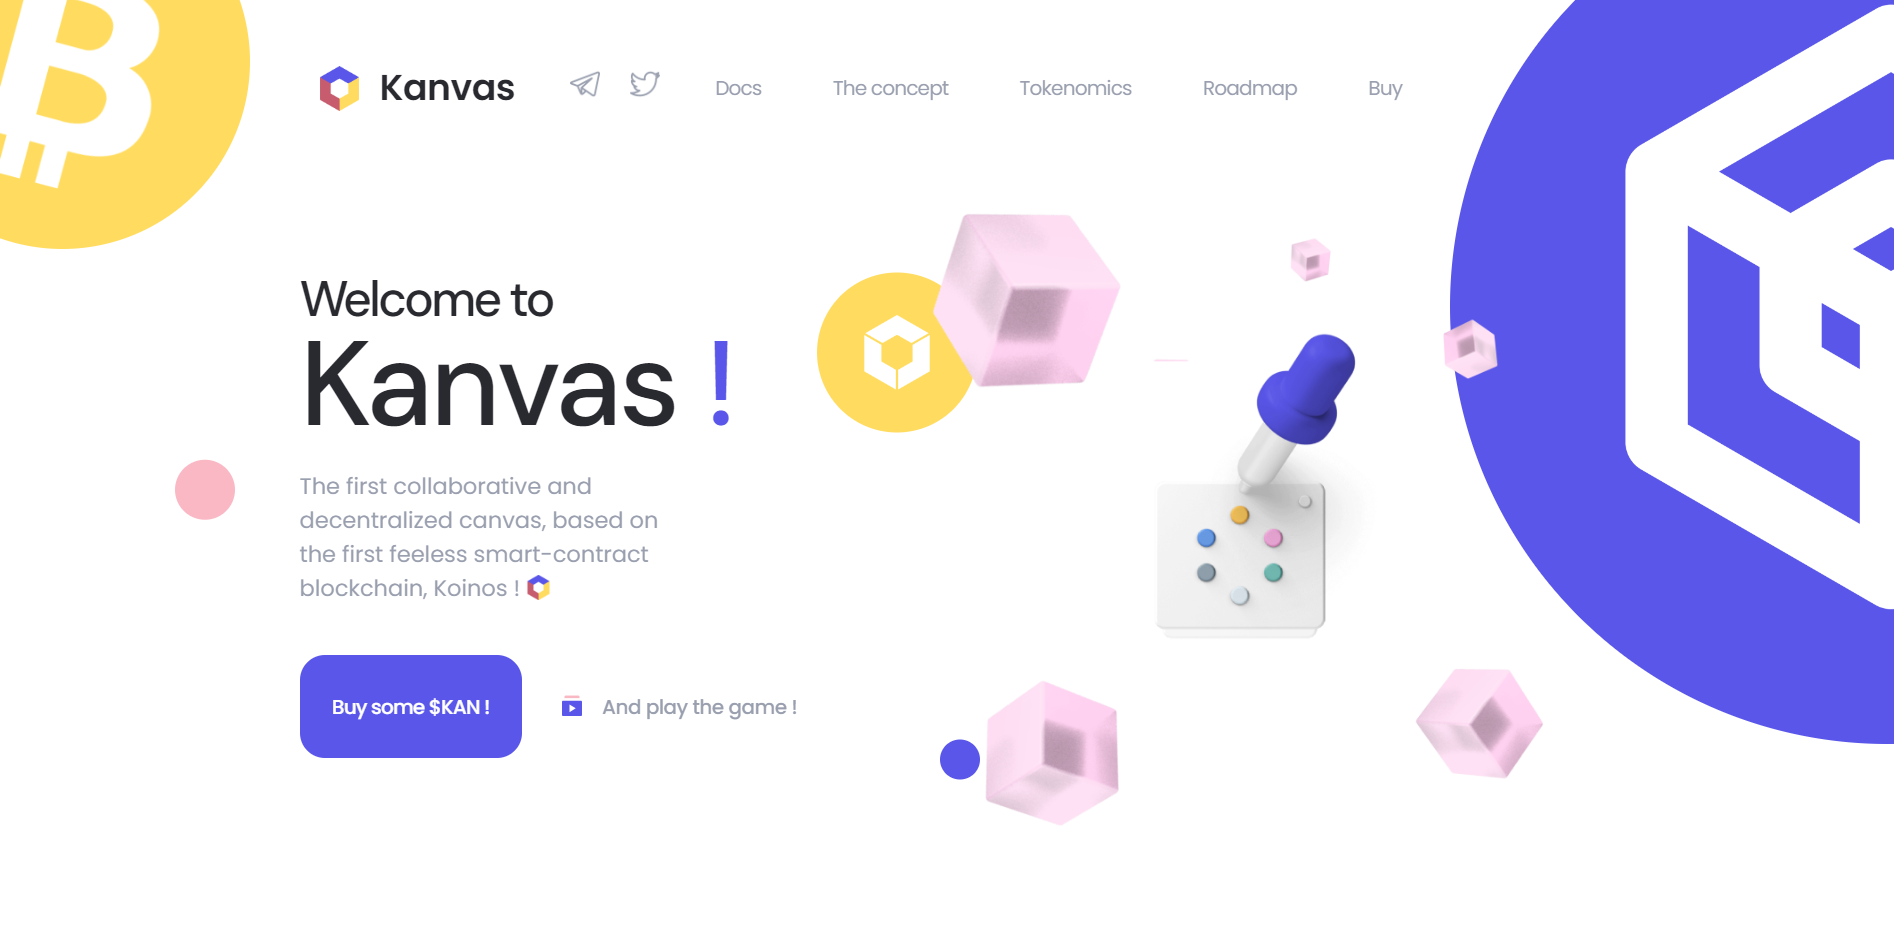 Kanvas
Docs
The concept
Tokenomics
Roadmap
Buy
Welcome to
Kanvas !
The first collaborative and
decentralized canvas, based on
the first feeless smart-contract
blockchain, Koinos !
Buy some $KAN !
And play the game !